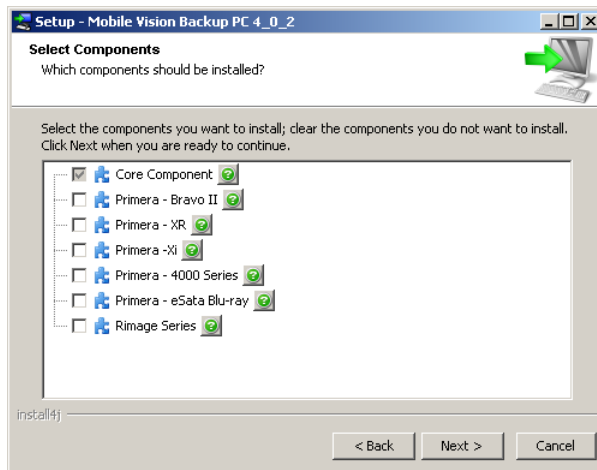 Setup - Mobile Vision Backup PC 4_0_2
Select Components
Which components should be installed?
Select the components you want to install; clear the components you do not want to install.
Click Next when you are ready to continue.
Core Component
Primera - Bravo II
Primera - XR
Primera -Xi
Primera - 4000 Series
Primera - eSata Blu-ray
Rimage Series
install4j
< Back Next > Cancel